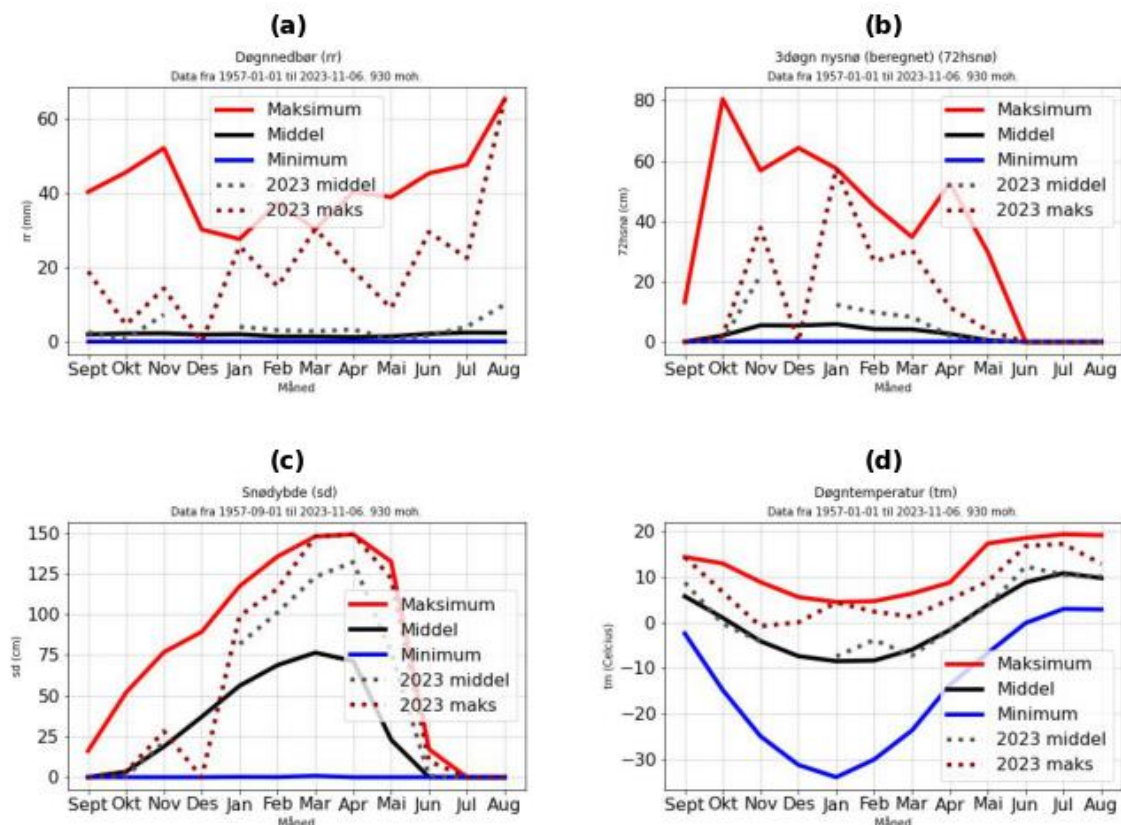 (a)
Døgnnedbør (rr)
Data fra 1957-01-01 til 2023-11-06. 930 moh.
Maksimum
Middel
Minimum
2023 middel
2023 maks
rr (mm)
60
40
20
0
Sept Okt Nov Des Jan Feb Mar Apr Mai Jun Jul Aug
Måned
(b)
3døgn nysnø (beregnet) (72hsnø)
Data fra 1957-01-01 til 2023-11-06. 930 moh.
Maksimum
Middel
Minimum
2023 middel
2023 maks
72hsnø (cm)
80
60
40
20
0
Sept Okt Nov Des Jan Feb Mar Apr Mai Jun Jul Aug
Måned
(c)
Snødybde (sd)
Data fra 1957-09-01 til 2023-11-06. 930 moh.
Maksimum
Middel
Minimum
2023 middel
2023 maks
sd (cm)
150
125
100
75
50
25
0
Sept Okt Nov Des Jan Feb Mar Apr Mai Jun Jul Aug
Måned
(d)
Døgntemperatur (tm)
Data fra 1957-01-01 til 2023-11-06. 930 moh.
Maksimum
Middel
Minimum
2023 middel
2023 maks
tm (Celcius)
20
10
0
−10
−20
−30
Sept Okt Nov Des Jan Feb Mar Apr Mai Jun Jul Aug
Måned